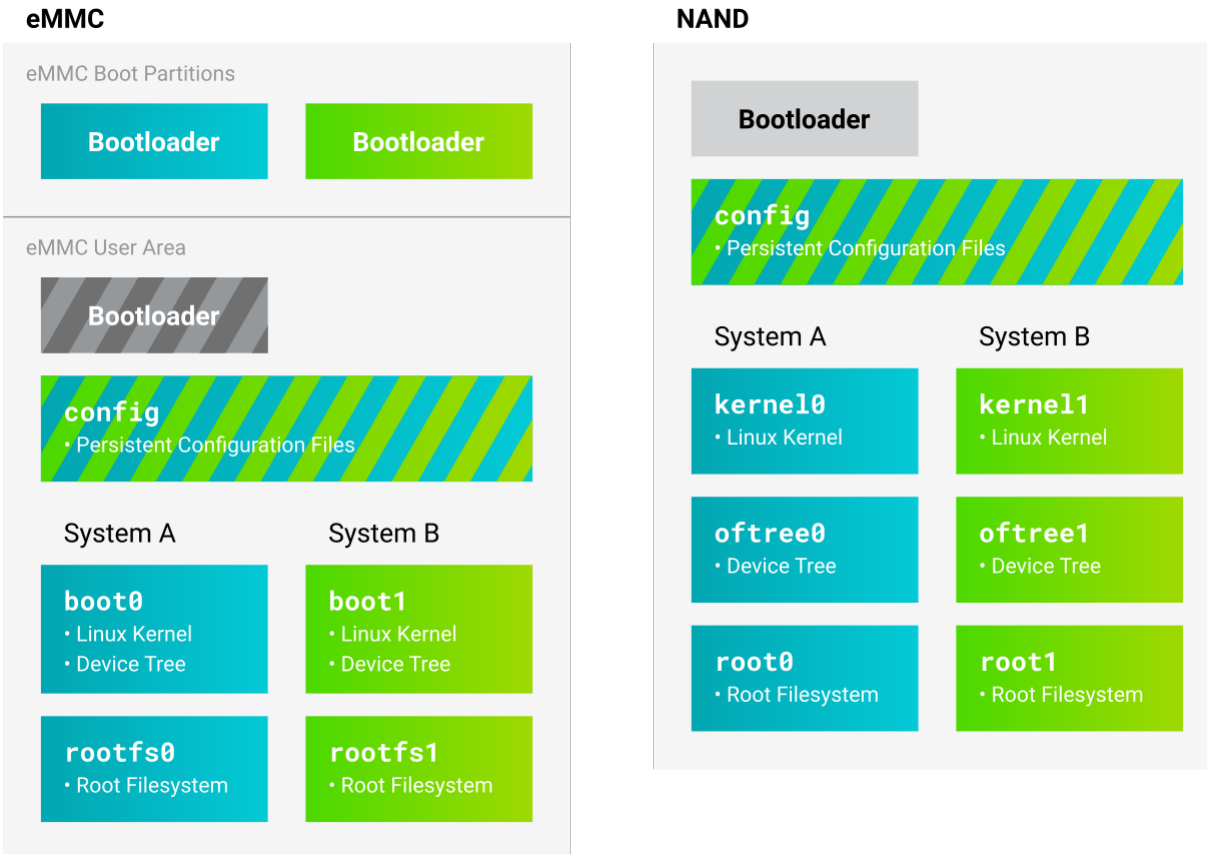 eMMC
eMMC Boot Partitions
Bootloader
Bootloader
eMMC User Area
Bootloader
config
• Persistent Configuration Files
System A
System B
boot0
• Linux Kernel
• Device Tree
boot1
• Linux Kernel
• Device Tree
rootfs0
• Root Filesystem
rootfs1
• Root Filesystem
NAND
Bootloader
config
• Persistent Configuration Files
System A
System B
kernel0
• Linux Kernel
kernel1
• Linux Kernel
oftree0
• Device Tree
oftree1
• Device Tree
root0
• Root Filesystem
root1
• Root Filesystem